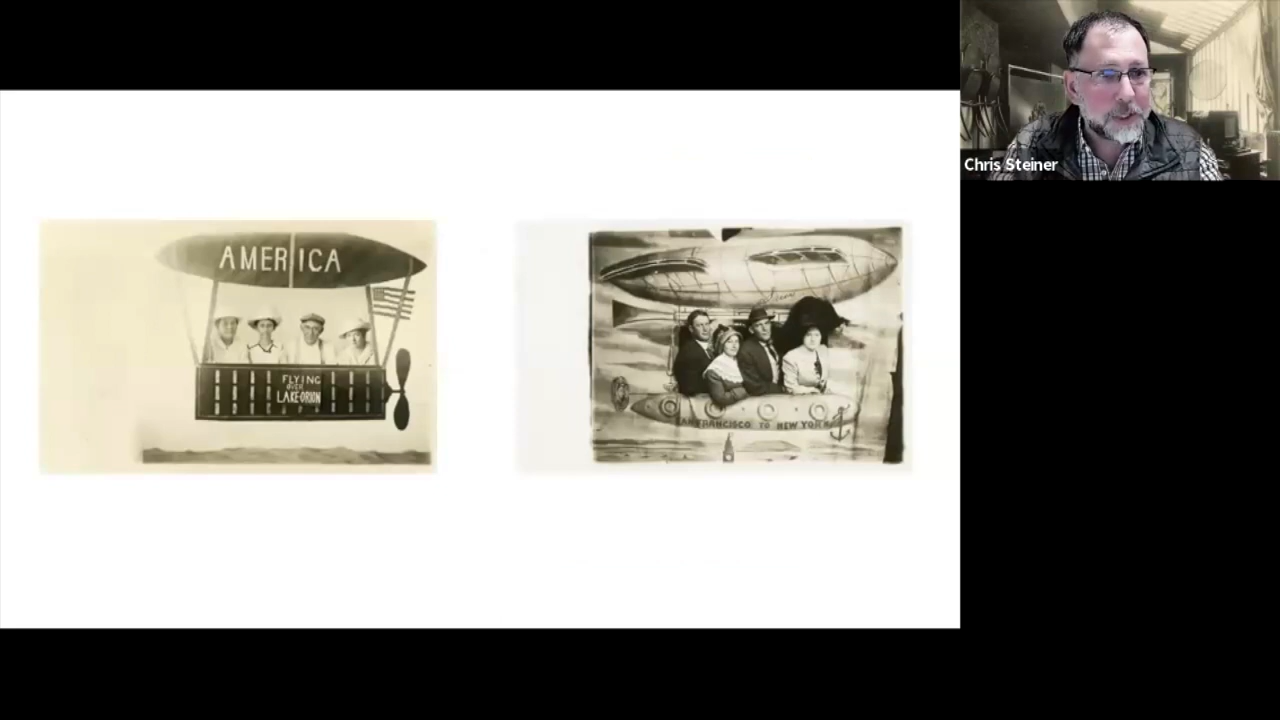 Chris Steiner
AMERICA
FLYING
OVER
LAKE-ORION
SAN FRANCISCO TO NEW YORK